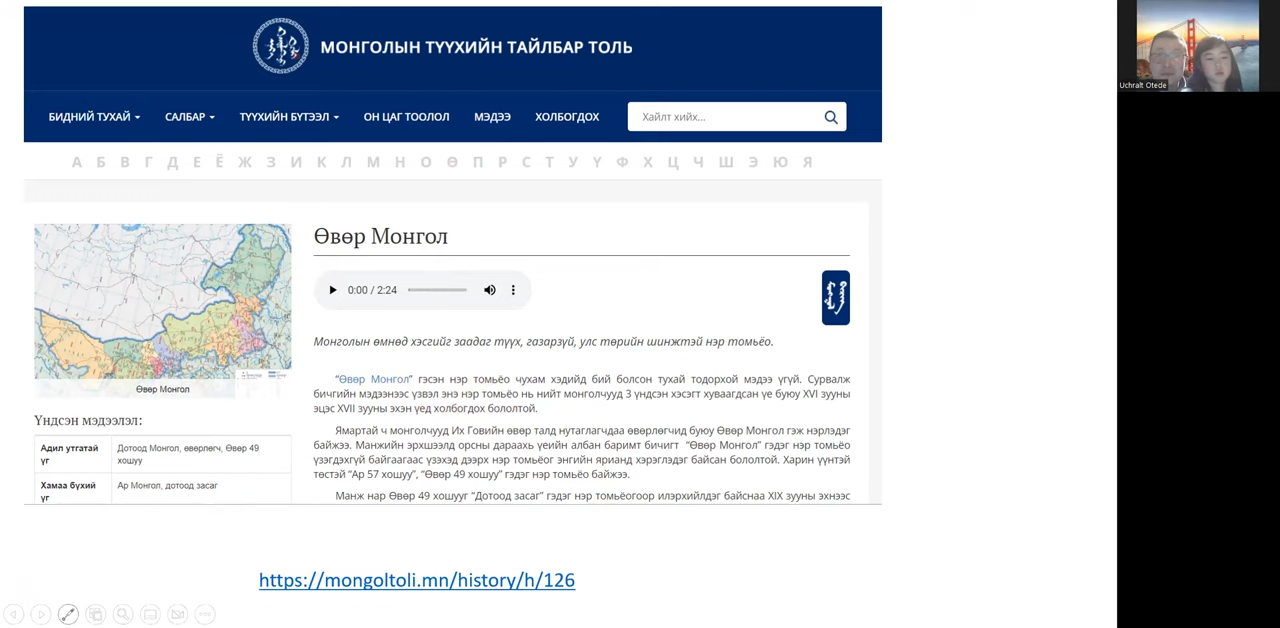 МОНГОЛЫН ТҮҮХИЙН ТАЙЛБАР ТОЛЬ
БИДНИЙ ТУХАЙ САЛБАР ТҮҮХИЙН БҮТЭЭЛ ОН ЦАГ ТООЛОЛ МЭДЭЭ ХОЛБОГДОХ Хайлт хийх...
А Б В Г Д Е Ё Ж З И К Л М Н О Ө П Р С Т У Ү Ф Х Ц Ч Ш Э Ю Я
Өвөр Монгол
0:00 / 2:24
Монголын өмнөд хэсгийг заадаг түүх, газарзүй, улс төрийн шинжтэй нэр томьёо.
"Өвөр Монгол" гэсэн нэр томьёо чухам хэдийд бий болсон тухай тодорхой мэдээ үгүй. Сурвалж
бичгийн мэдээнээс үзвэл энэ нэр томьёо нь нийт монголчууд 3 үндсэн хэсэгт хуваагдсан үе буюу XVI зууны
эцэс XVII зууны эхэн үед холбогдох бололтой.
Ямартай ч монголчууд Их Говийн өвөр талд нутаглагчдаа өвөрлөгчид буюу Өвөр Монгол гэж нэрлэдэг
байжээ. Манжийн эрхшээлд орсны дараахь үеийн албан баримт бичигт "Өвөр Монгол" гэдэг нэр томьёо
үзэгдэхгүй байгаагаас үзэхэд дээрх нэр томьёог энгийн ярианд хэрэглэдэг байсан бололтой. Харин үүнтэй
төстэй "Ар 57 хошуу", "Өвөр 49 хошуу" гэдэг нэр томьёо байжээ.
Манж нар Өвөр 49 хошууг "Дотоод засаг" гэдэг нэр томьёогоор илэрхийлдэг байснаа XIX зууны эхнээс
Өвөр Монгол
Үндсэн мэдээлэл:
Адил утгатай үг Дотоод Монгол, өвөрлөгч, Өвөр 49
хошуу
Хамаа бүхий үг Ар Монгол, дотоод засаг
https://mongoltoli.mn/history/h/126
Uchralt Otede